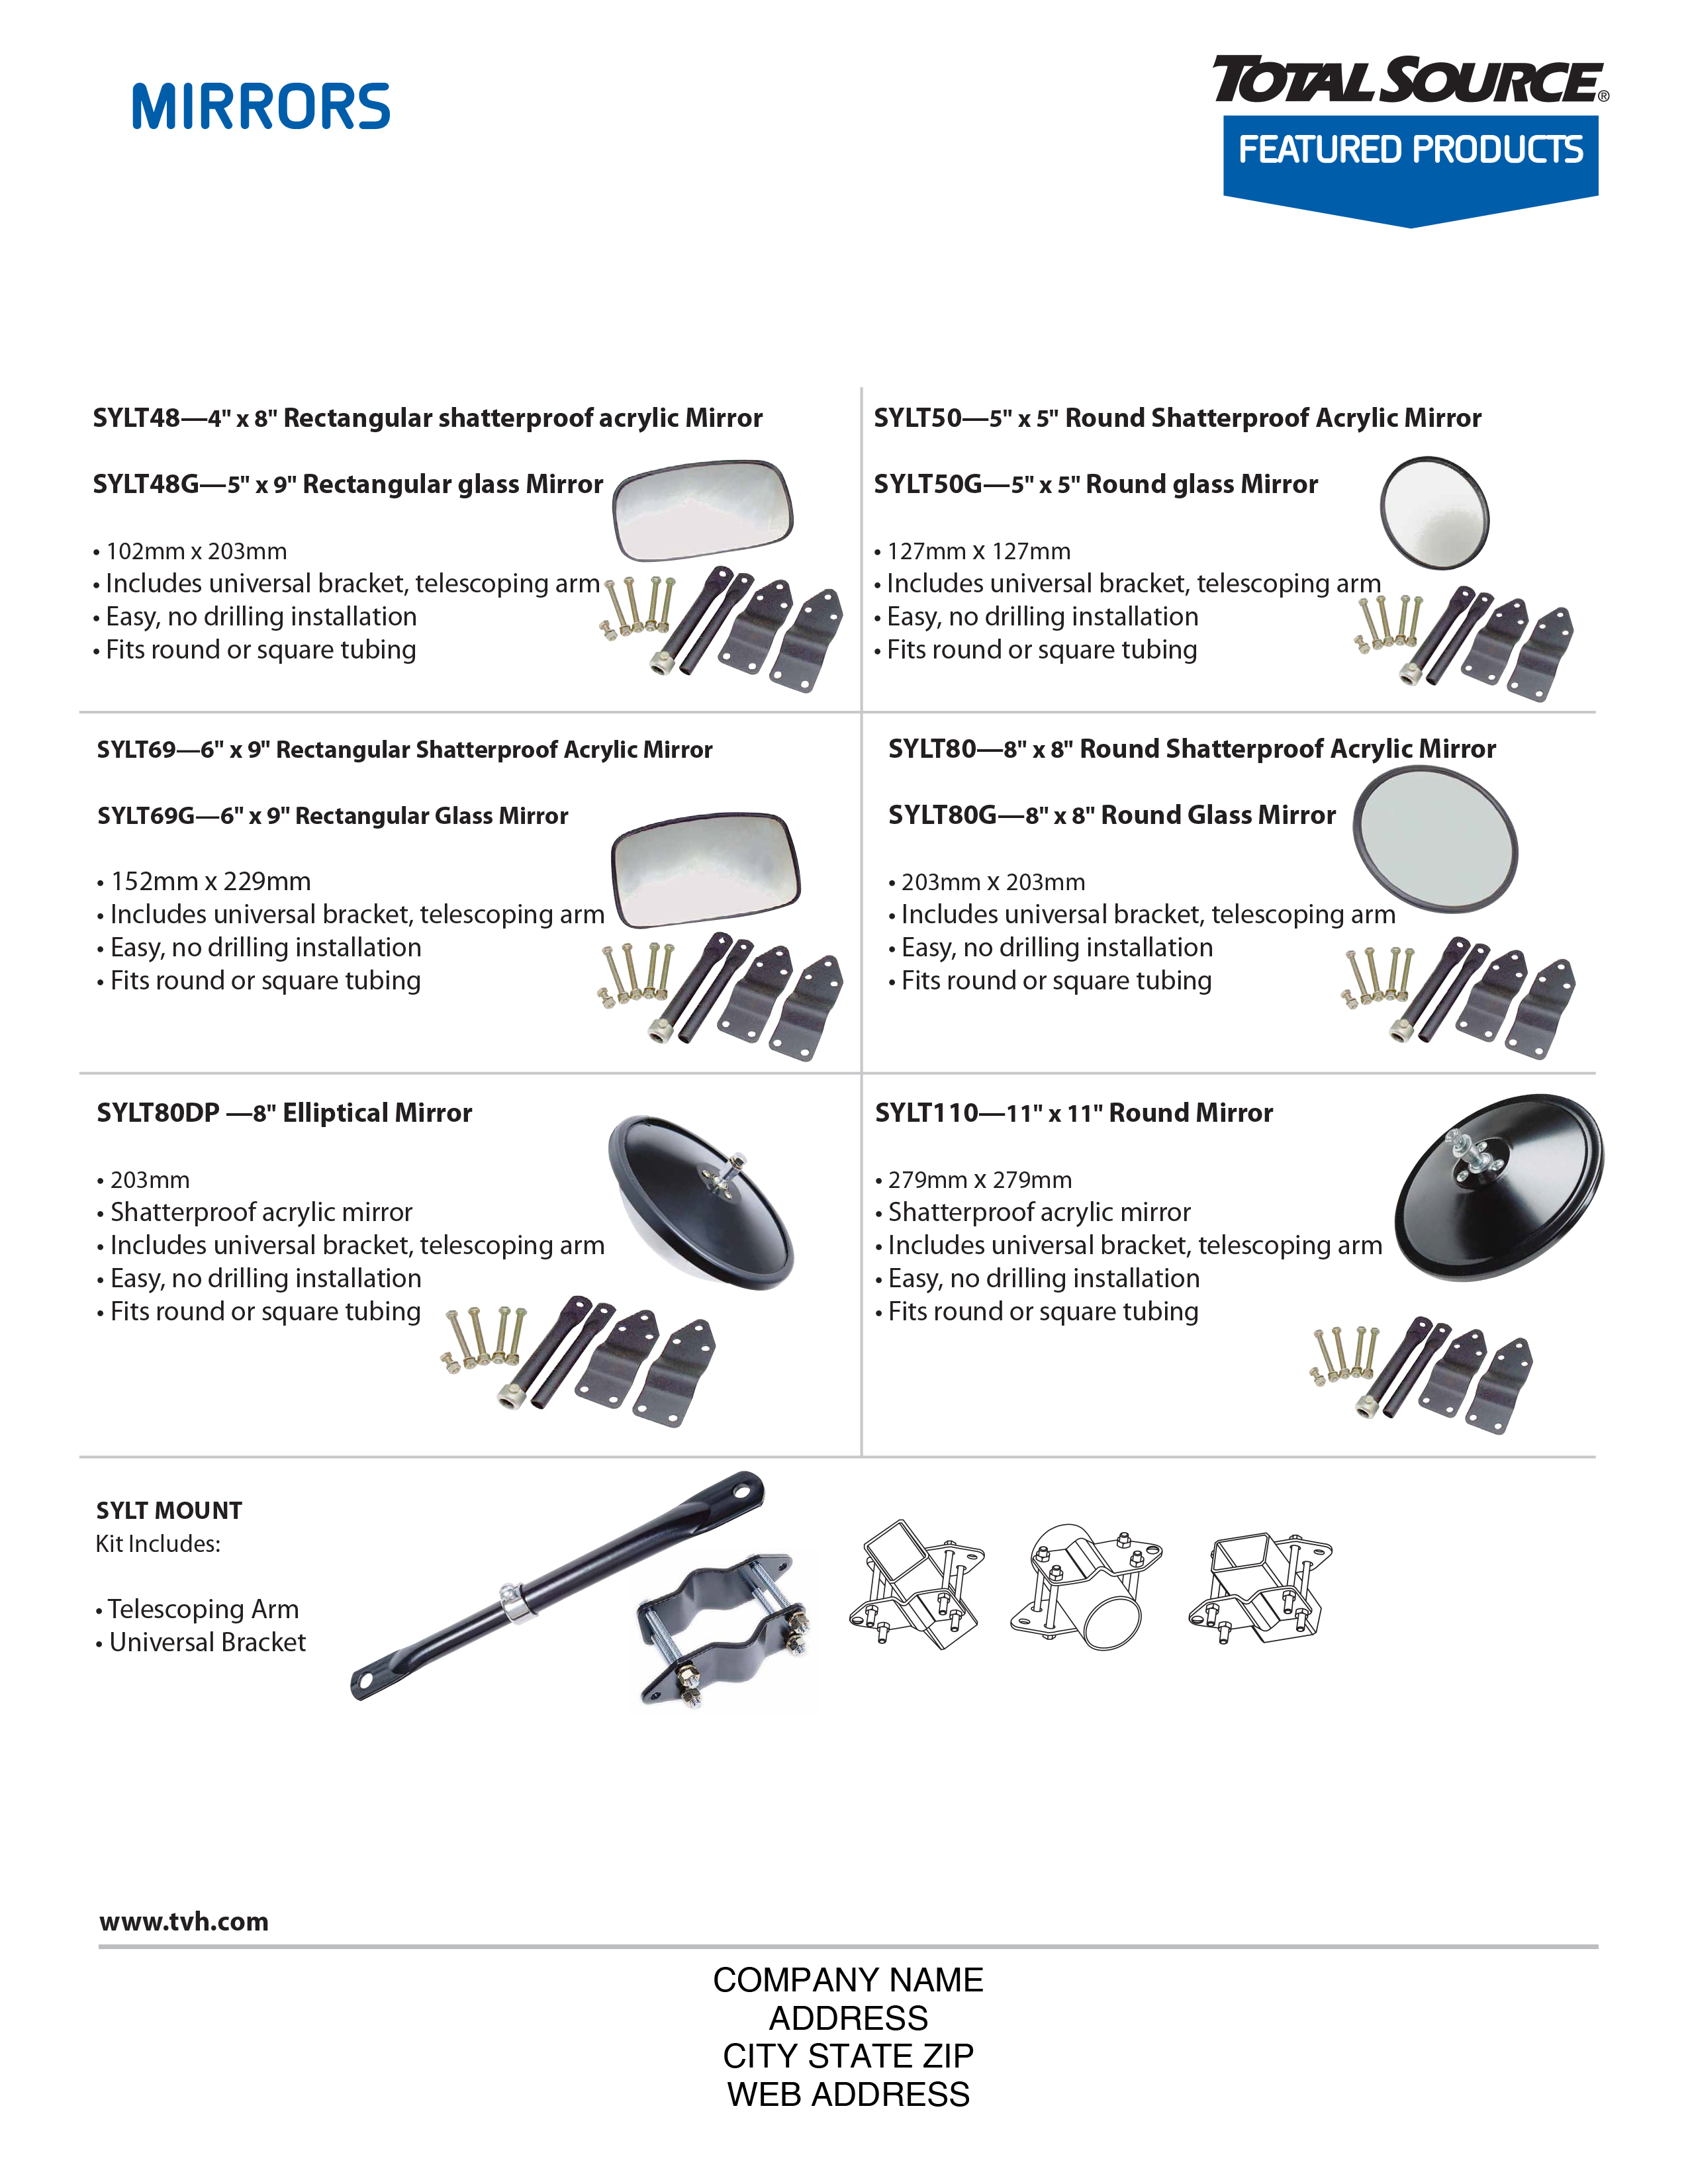 MIRRORS
TOTAL SOURCE®
FEATURED PRODUCTS
SYLT48—4" x 8" Rectangular shatterproof acrylic Mirror
SYLT48G—5" x 9" Rectangular glass Mirror
• 102mm x 203mm
• Includes universal bracket, telescoping arm
• Easy, no drilling installation
• Fits round or square tubing
SYLT50—5" x 5" Round Shatterproof Acrylic Mirror
SYLT50G—5" x 5" Round glass Mirror
• 127mm x 127mm
• Includes universal bracket, telescoping arm
• Easy, no drilling installation
• Fits round or square tubing
SYLT69—6" x 9" Rectangular Shatterproof Acrylic Mirror
SYLT69G—6" x 9" Rectangular Glass Mirror
• 152mm x 229mm
• Includes universal bracket, telescoping arm
• Easy, no drilling installation
• Fits round or square tubing
SYLT80—8" x 8" Round Shatterproof Acrylic Mirror
SYLT80G—8" x 8" Round Glass Mirror
• 203mm x 203mm
• Includes universal bracket, telescoping arm
• Easy, no drilling installation
• Fits round or square tubing
SYLT80DP —8" Elliptical Mirror
• 203mm
• Shatterproof acrylic mirror
• Includes universal bracket, telescoping arm
• Easy, no drilling installation
• Fits round or square tubing
SYLT110—11" x 11" Round Mirror
• 279mm x 279mm
• Shatterproof acrylic mirror
• Includes universal bracket, telescoping arm
• Easy, no drilling installation
• Fits round or square tubing
SYLT MOUNT
Kit Includes:
• Telescoping Arm
• Universal Bracket
www.tvh.com
COMPANY NAME
ADDRESS
CITY STATE ZIP
WEB ADDRESS